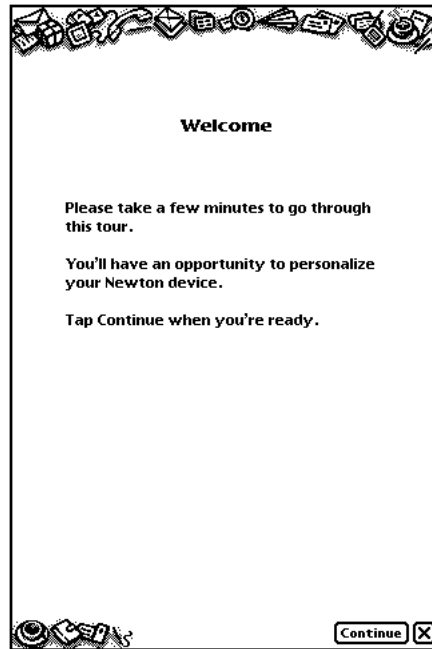 Welcome
Please take a few minutes to go through
this tour.
You'll have an opportunity to personalize
your Newton device.
Tap Continue when you're ready.
Continue